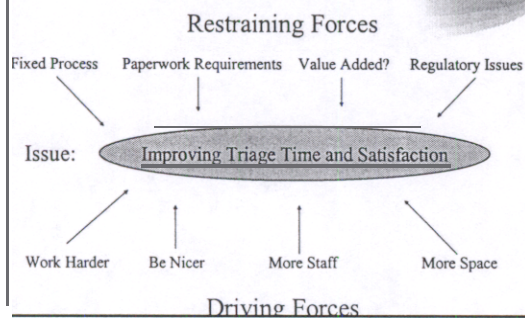 Restraining Forces
Fixed Process Paperwork Requirements Value Added? Regulatory Issues
Issue: Improving Triage Time and Satisfaction
Work Harder Be Nicer More Staff More Space
Driving Forces